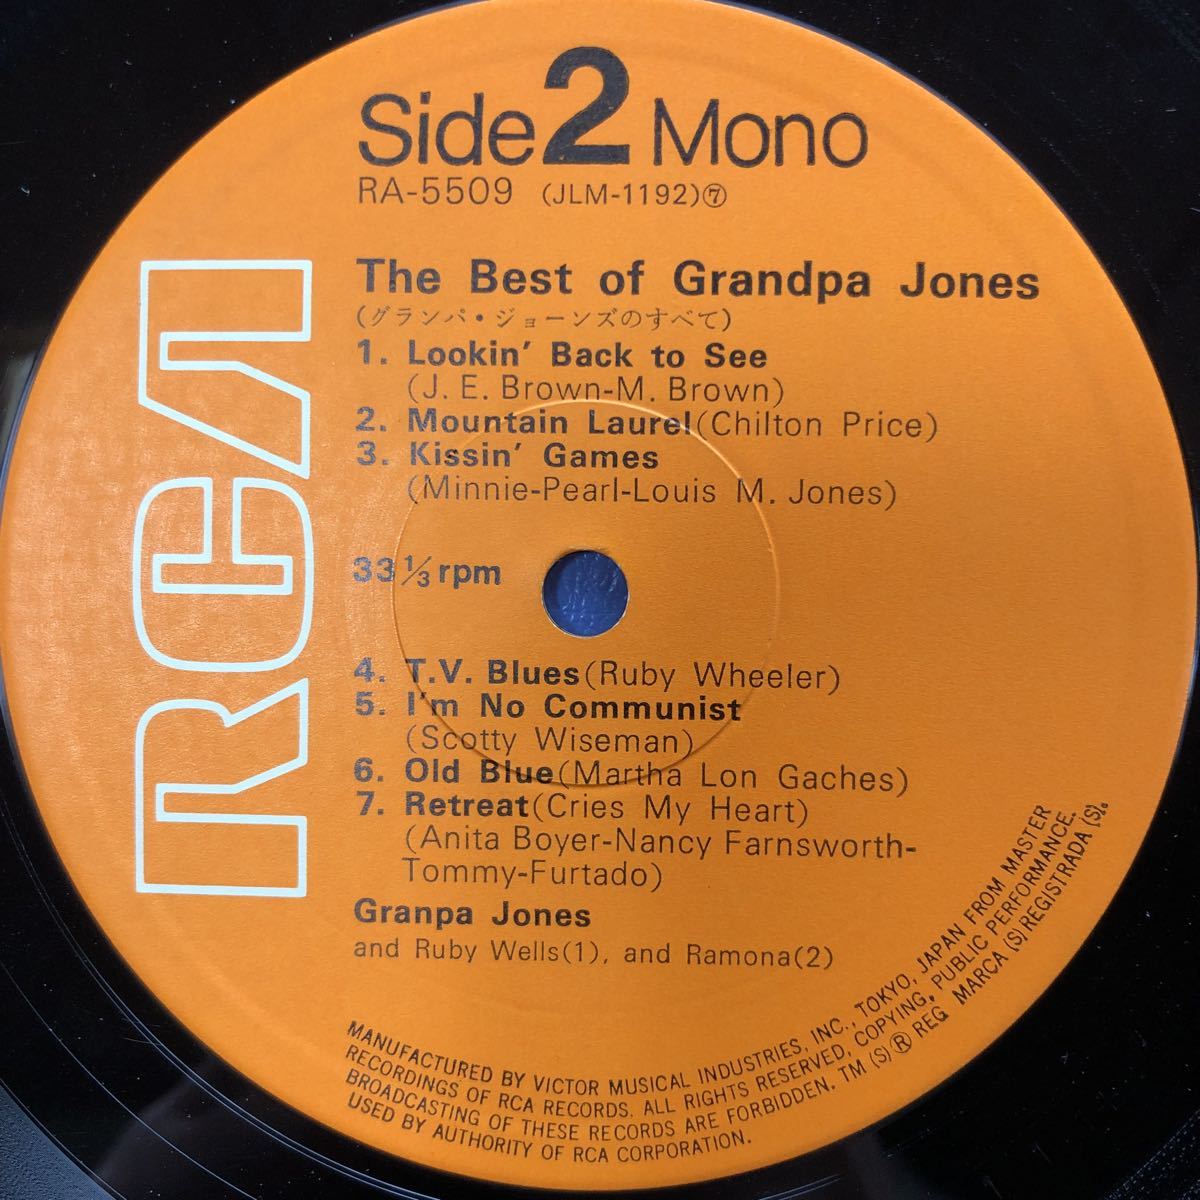 Side 2 Mono
RA-5509 (JLM-1192)⑦
RCA
The Best of Grandpa Jones
(グランパ・ジョーンズのすべて)
1. Lookin' Back to See
(J. E. Brown-M. Brown)
2. Mountain Laurel(Chilton Price)
3. Kissin' Games
(Minnie-Pearl-Louis M. Jones)
33 1/3 rpm
4. T.V. Blues(Ruby Wheeler)
5. I'm No Communist
(Scotty Wiseman)
6. Old Blue(Martha Lon Gaches)
7. Retreat(Cries My Heart)
(Anita Boyer-Nancy Farnsworth-
Tommy-Furtado)
Granpa Jones
and Ruby Wells(1), and Ramona(2)
MANUFACTURED BY VICTOR MUSICAL INDUSTRIES, INC., TOKYO, JAPAN FROM MASTER
RECORDINGS OF RCA RECORDS. ALL RIGHTS RESERVED, COPYING, PUBLIC PERFORMANCE.
BROADCASTING OF THESE RECORDS ARE FORBIDDEN. TM (S) ® REG. MARCA (S) REGISTRADA (S).
USED BY AUTHORITY OF RCA CORPORATION.